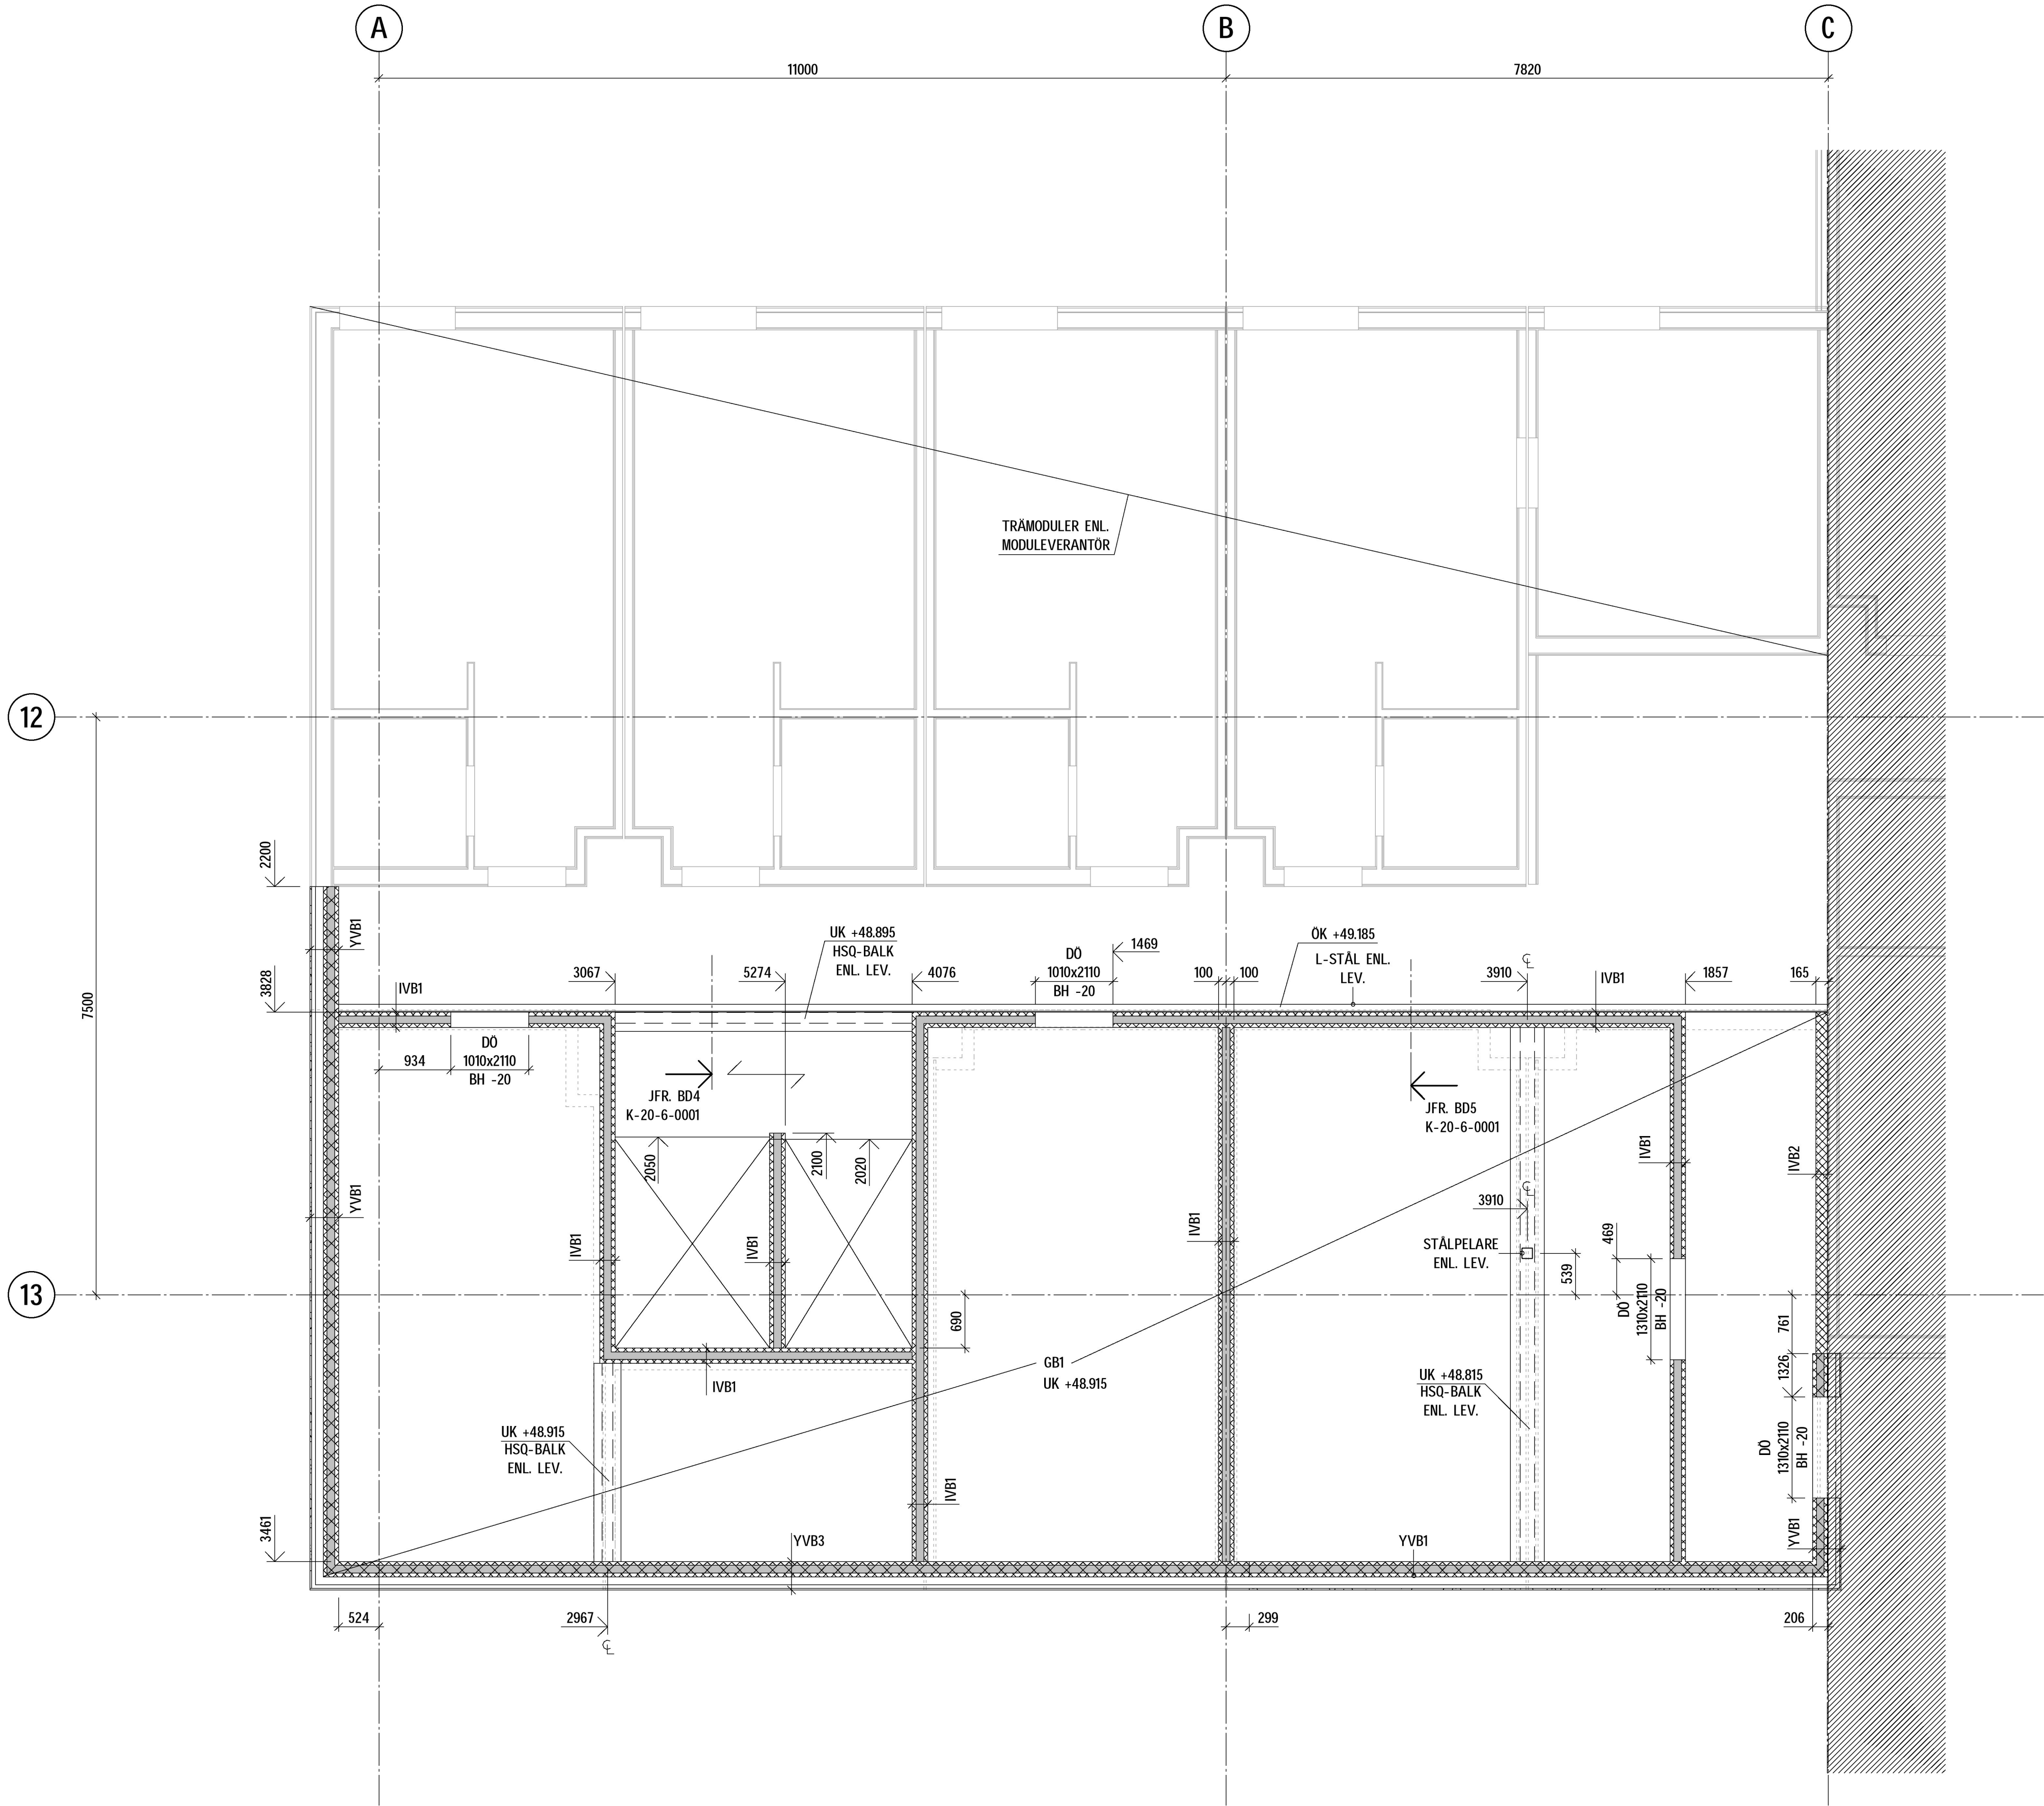 A
B
C
11000
7820
TRÄMODULER ENL.
MODULEVERANTÖR
12
7500
2200
YVB1
3828
IVB1
UK +48.895
HSQ-BALK
ENL. LEV.
3067
5274
4076
DÖ
1010x2110
BH -20
1469
100
100
ÖK +49.185
L-STÅL ENL.
LEV.
3910
IVB1
1857
165
934
DÖ
1010x2110
BH -20
JFR. BD4
K-20-6-0001
JFR. BD5
K-20-6-0001
2050
2100
2020
YVB1
IVB1
IVB1
IVB1
IVB1
IVB2
3910
STÅLPELARE
ENL. LEV.
539
469
DÖ
1310x2110
BH -20
13
690
761
1326
GB1
UK +48.915
IVB1
UK +48.815
HSQ-BALK
ENL. LEV.
UK +48.915
HSQ-BALK
ENL. LEV.
DÖ
1310x2110
BH -20
IVB1
3461
YVB3
YVB1
YVB1
524
2967
299
206